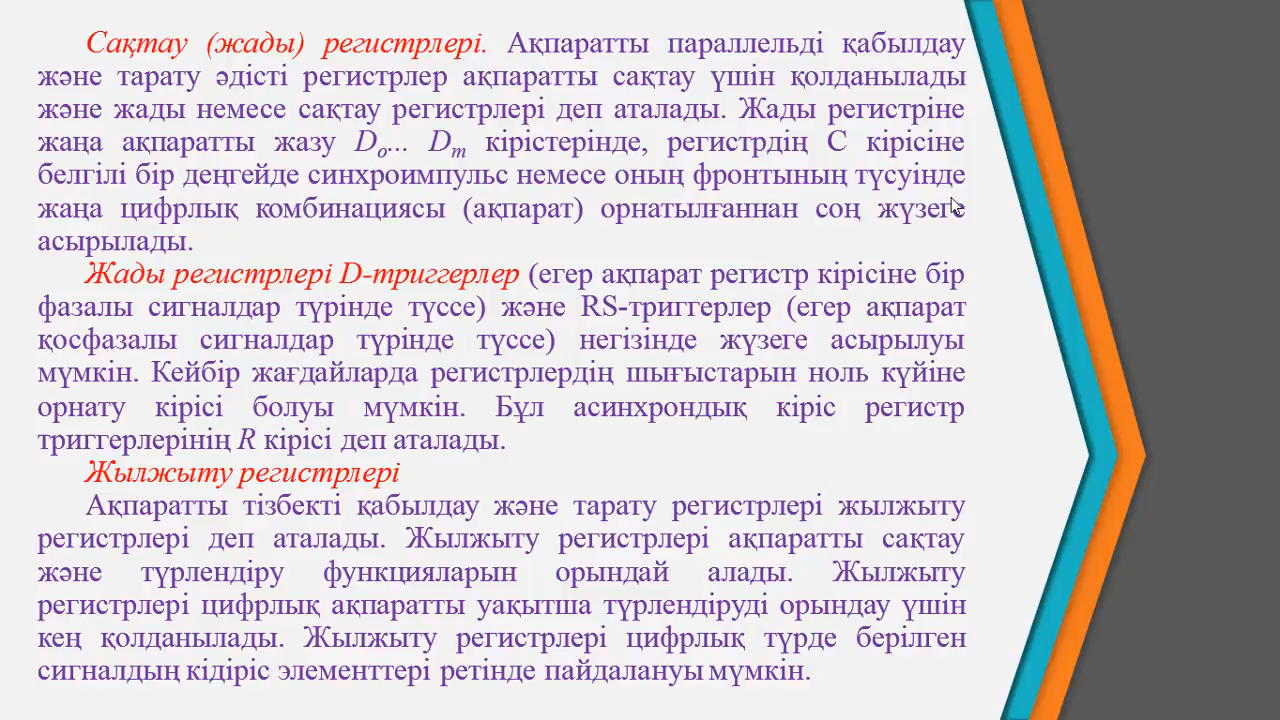 Сақтау (жады) регистрлері. Ақпаратты параллельді қабылдау
және тарату әдісті регистрлер ақпаратты сақтау үшін қолданылады
және жады немесе сақтау регистрлері деп аталады. Жады регистріне
жаңа ақпаратты жазу Do... Dm кірістерінде, регистрдің С кірісіне
белгілі бір деңгейде синхроимпульс немесе оның фронтының түсуінде
жаңа цифрлық комбинациясы (ақпарат) орнатылғаннан соң жүзеге
асырылады.
Жады регистрлері D-триггерлер (егер ақпарат регистр кірісіне бір
фазалы сигналдар түрінде түссе) және RS-триггерлер (егер ақпарат
қосфазалы сигналдар түрінде түссе) негізінде жүзеге асырылуы
мүмкін. Кейбір жағдайларда регистрлердің шығыстарын ноль күйіне
орнату кірісі болуы мүмкін. Бұл асинхрондық кіріс регистр
триггерлерінің R кірісі деп аталады.
Жылжыту регистрлері
Ақпаратты тізбекті қабылдау және тарату регистрлері жылжыту
регистрлері деп аталады. Жылжыту регистрлері ақпаратты сақтау
және түрлендіру функцияларын орындай алады. Жылжыту
регистрлері цифрлық ақпаратты уақытша түрлендіруді орындау үшін
кең қолданылады. Жылжыту регистрлері цифрлық түрде берілген
сигналдың кідіріс элементтері ретінде пайдалануы мүмкін.